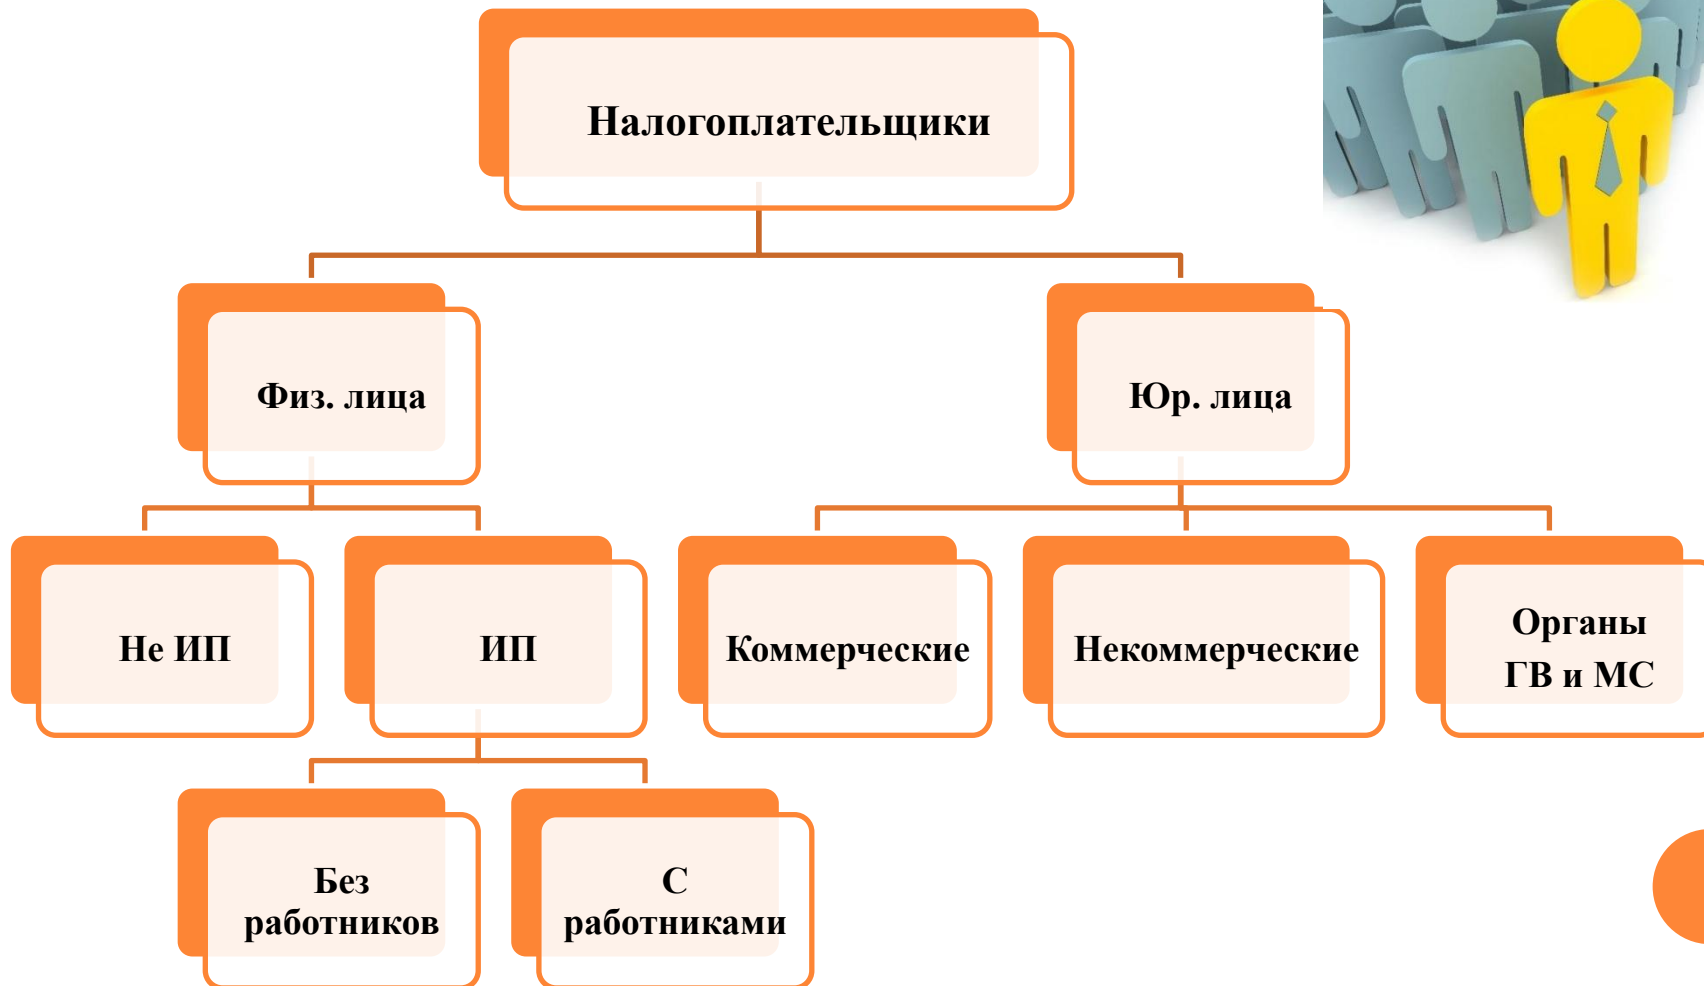 Налогоплательщики
Физ. лица
Юр. лица
Не ИП
ИП
Коммерческие
Некоммерческие
Органы
ГВ и МС
Без
работников
С
работниками